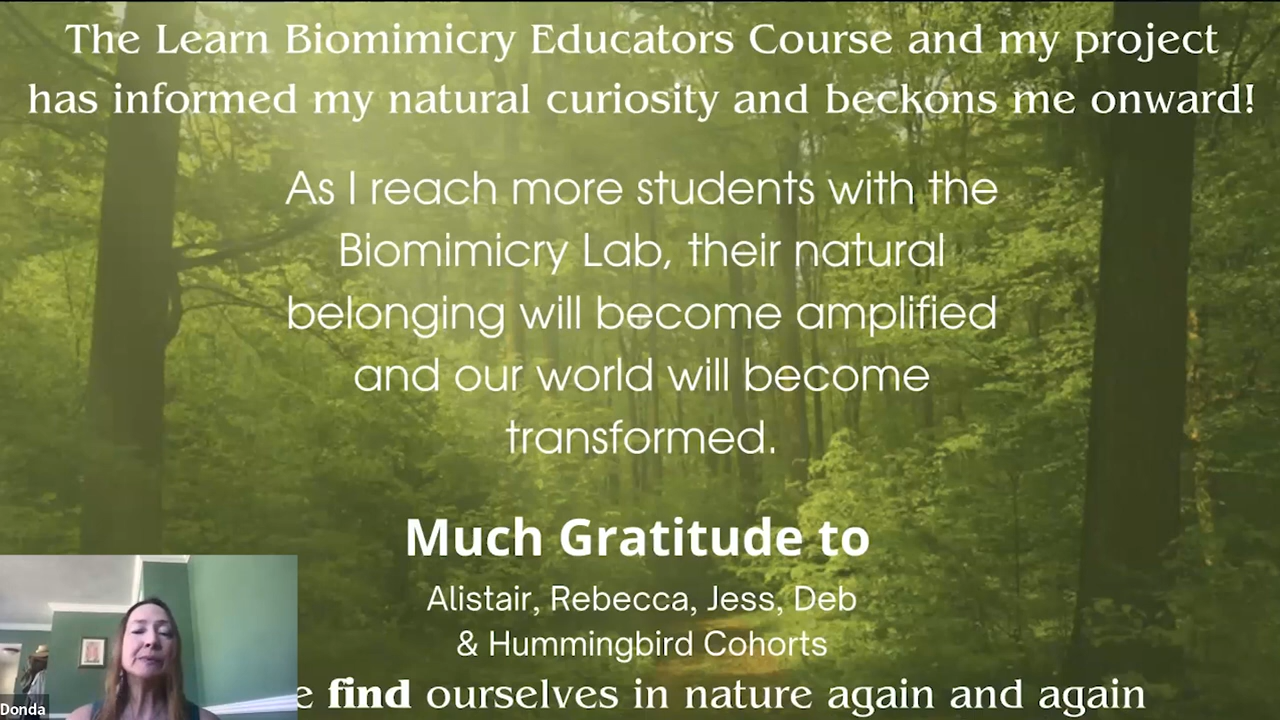 The Learn Biomimicry Educators Course and my project
has informed my natural curiosity and beckons me onward!
As I reach more students with the
Biomimicry Lab, their natural
belonging will become amplified
and our world will become
transformed.
Much Gratitude to
Alistair, Rebecca, Jess, Deb
& Hummingbird Cohorts
find ourselves in nature again and again
Donda